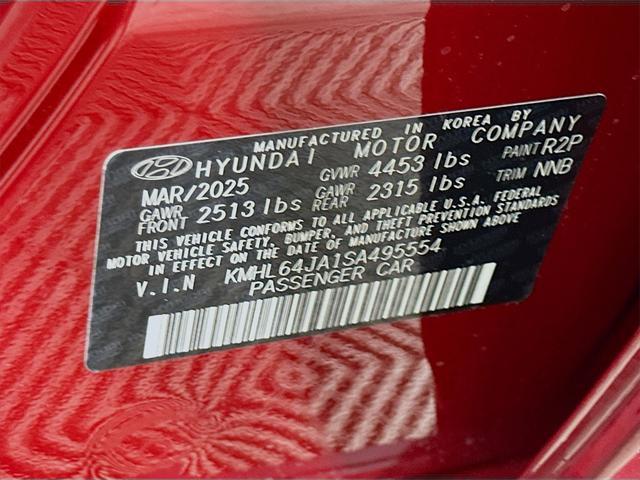 MANUFACTURED IN KOREA BY
HYUNDAI MOTOR COMPANY
MAR/2025 GVWR 4453 lbs PAINT R2P
GAWR FRONT 2513 lbs GAWR REAR 2315 lbs TRIM NNB
THIS VEHICLE CONFORMS TO ALL APPLICABLE U.S.A. FEDERAL
MOTOR VEHICLE SAFETY, BUMPER, AND THEFT PREVENTION STANDARDS
IN EFFECT ON THE DATE OF MANUFACTURE SHOWN ABOVE
V.I.N KMHL64JA1SA495554
PASSENGER CAR